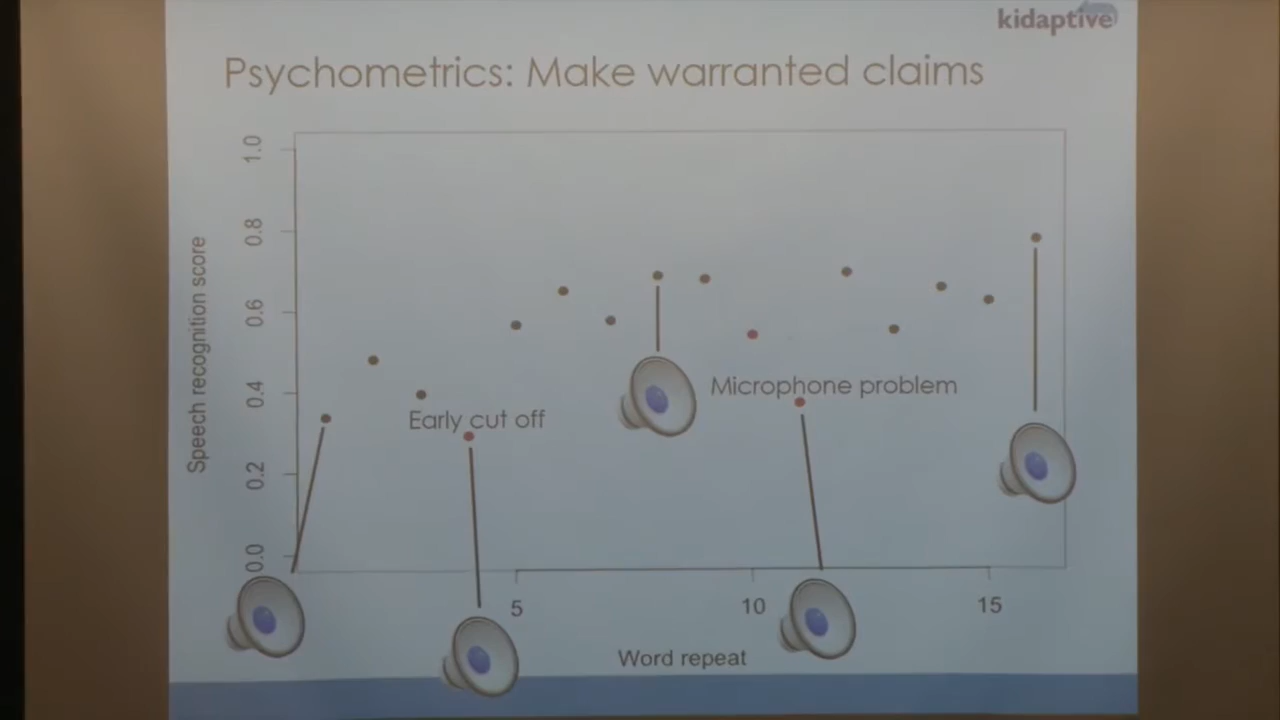 kidaptive
Psychometrics: Make warranted claims
Speech recognition score
1.0
0.8
0.6
0.4
0.2
0.0
Early cut off
Microphone problem
5
10
15
Word repeat